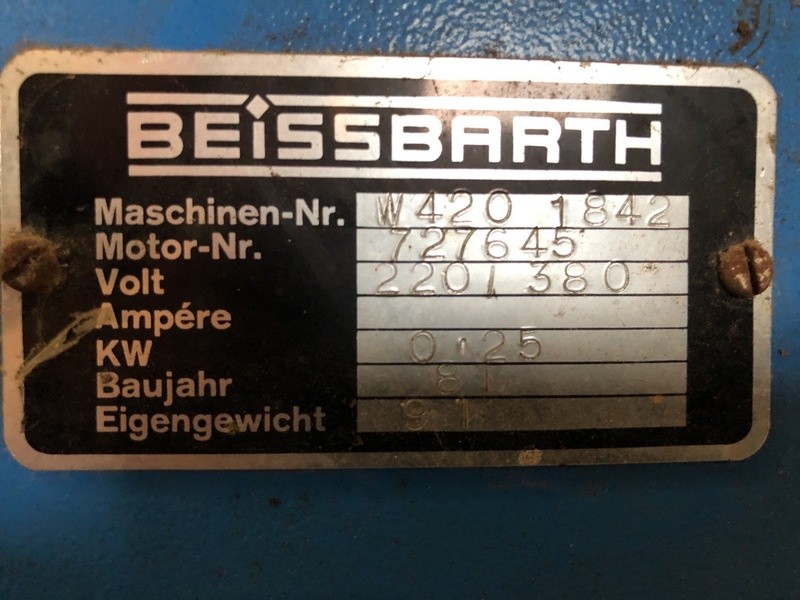 BEISSBARTH
Maschinen-Nr. W420 1842
Motor-Nr. 727645
Volt 220/380
Ampére
KW 0.25
Baujahr 81
Eigengewicht 91